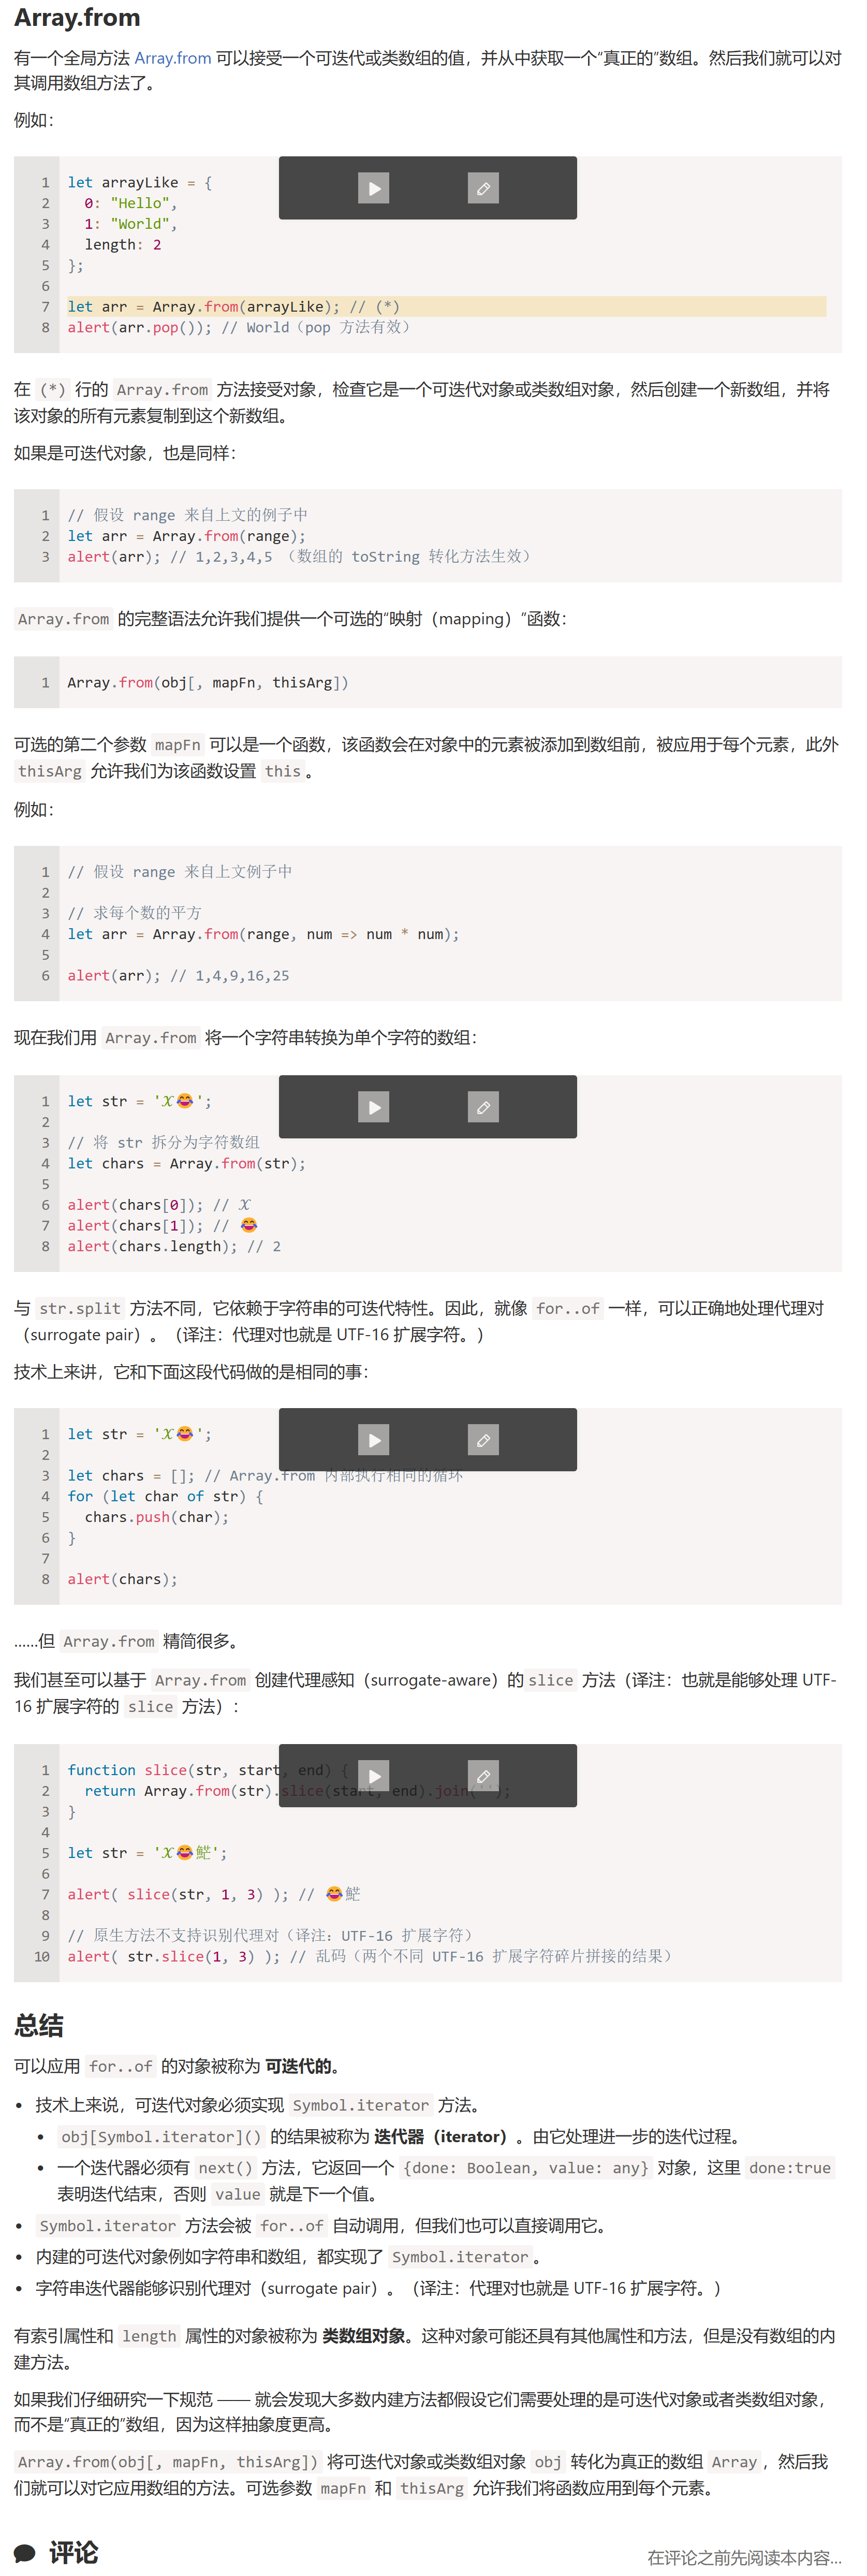 Array.from
有一个全局方法 Array.from 可以接受一个可迭代或类数组的值，并从中获取一个“真正的”数组。然后我们就可以对
其调用数组方法了。
例如：
1 let arrayLike = {
2   0: "Hello",
3   1: "World",
4   length: 2
5 };
6
7 let arr = Array.from(arrayLike); // (*)
8 alert(arr.pop()); // World（pop 方法有效）
在 (*) 行的 Array.from 方法接受对象，检查它是一个可迭代对象或类数组对象，然后创建一个新数组，并将
该对象的所有元素复制到这个新数组。
如果是可迭代对象，也是同样：
1 // 假设 range 来自上文的例子中
2 let arr = Array.from(range);
3 alert(arr); // 1,2,3,4,5 （数组的 toString 转化方法生效）
Array.from 的完整语法允许我们提供一个可选的“映射（mapping）”函数：
1 Array.from(obj[, mapFn, thisArg])
可选的第二个参数 mapFn 可以是一个函数，该函数会在对象中的元素被添加到数组前，被应用于每个元素，此外
thisArg 允许我们为该函数设置 this。
例如：
1 // 假设 range 来自上文例子中
2
3 // 求每个数的平方
4 let arr = Array.from(range, num => num * num);
5
6 alert(arr); // 1,4,9,16,25
现在我们用 Array.from 将一个字符串转换为单个字符的数组：
1 let str = '𝒳😂';
2
3 // 将 str 拆分为字符数组
4 let chars = Array.from(str);
5
6 alert(chars[0]); // 𝒳
7 alert(chars[1]); // 😂
8 alert(chars.length); // 2
与 str.split 方法不同，它依赖于字符串的可迭代特性。因此，就像 for..of 一样，可以正确地处理代理对
（surrogate pair）。（译注：代理对也就是 UTF-16 扩展字符。）
技术上来讲，它和下面这段代码做的是相同的事：
1 let str = '𝒳😂';
2
3 let chars = []; // Array.from 内部执行相同的循环
4 for (let char of str) {
5   chars.push(char);
6 }
7
8 alert(chars);
……但 Array.from 精简很多。
我们甚至可以基于 Array.from 创建代理感知（surrogate-aware）的slice 方法（译注：也就是能够处理 UTF-
16 扩展字符的 slice 方法）:
1 function slice(str, start, end) {
2   return Array.from(str).slice(start, end).join('');
3 }
4
5 let str = '𝒳😂𩷶';
6
7 alert( slice(str, 1, 3) ); // 😂𩷶
8
9 // 原生方法不支持识别代理对（译注：UTF-16 扩展字符）
10 alert( str.slice(1, 3) ); // 乱码（两个不同 UTF-16 扩展字符碎片拼接的结果）
总结
可以应用 for..of 的对象被称为 可迭代的。
• 技术上来说，可迭代对象必须实现 Symbol.iterator 方法。
• obj[Symbol.iterator]() 的结果被称为 迭代器（iterator）。由它处理进一步的迭代过程。
• 一个迭代器必须有 next() 方法，它返回一个 {done: Boolean, value: any} 对象，这里 done:true
表明迭代结束，否则 value 就是下一个值。
• Symbol.iterator 方法会被 for..of 自动调用，但我们也可以直接调用它。
• 内建的可迭代对象例如字符串和数组，都实现了 Symbol.iterator。
• 字符串迭代器能够识别代理对（surrogate pair）。（译注：代理对也就是 UTF-16 扩展字符。）
有索引属性和 length 属性的对象被称为 类数组对象。这种对象可能还具有其他属性和方法，但是没有数组的内
建方法。
如果我们仔细研究一下规范 —— 就会发现大多数内建方法都假设它们需要处理的是可迭代对象或者类数组对象，
而不是“真正的”数组，因为这样抽象度更高。
Array.from(obj[, mapFn, thisArg]) 将可迭代对象或类数组对象 obj 转化为真正的数组 Array，然后我
们就可以对它应用数组的方法。可选参数 mapFn 和 thisArg 允许我们将函数应用到每个元素。
评论
在评论之前先阅读本内容…